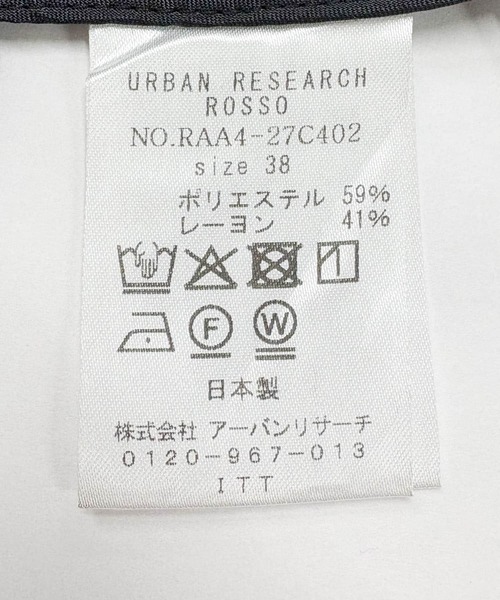 URBAN RESEARCH
ROSSO
NO.RAA4-27C402
size 38
ポリエステル 59%
レーヨン 41%
F W
日本製
株式会社 アーバンリサーチ
0120-967-013
ITT